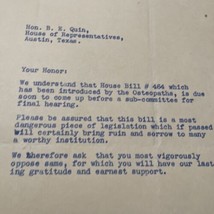 Hon. B. E. Quin,
House of Representatives,
Austin, Texas.
Your Honor:
We understand that House Bill # 464 which
has been introduced by the Osteopaths, is due
soon to come up before a sub-committee for
final hearing.
Please be assured that this bill is a most
dangerous piece of legislation which if passed
will certainly bring ruin and sorrow to many
a worthy institution.
We therefore ask that you most vigorously
oppose same, for which you will have our last
ing gratitude and earnest support.